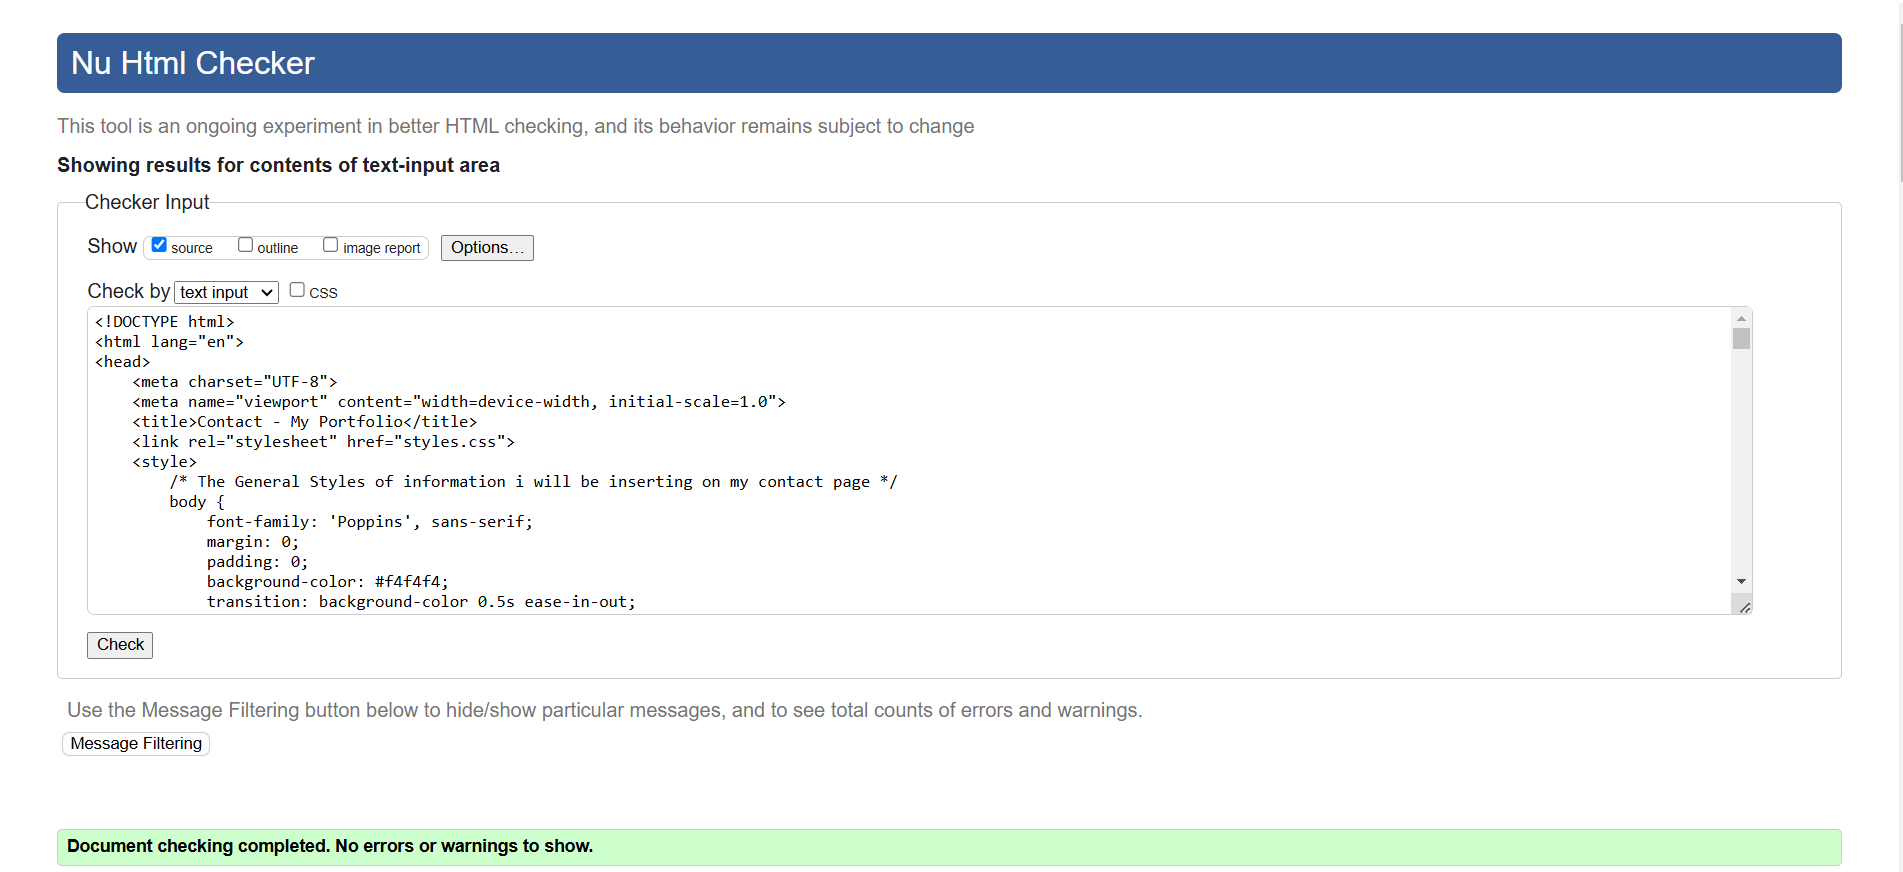 Nu Html Checker
This tool is an ongoing experiment in better HTML checking, and its behavior remains subject to change
Showing results for contents of text-input area
Checker Input
Show source outline image report Options...
Check by text input CSS
<!DOCTYPE html>
<html lang="en">
<head>
    <meta charset="UTF-8">
    <meta name="viewport" content="width=device-width, initial-scale=1.0">
    <title>Contact - My Portfolio</title>
    <link rel="stylesheet" href="styles.css">
    <style>
        /* The General Styles of information i will be inserting on my contact page */
        body {
            font-family: 'Poppins', sans-serif;
            margin: 0;
            padding: 0;
            background-color: #f4f4f4;
            transition: background-color 0.5s ease-in-out;
Check
Use the Message Filtering button below to hide/show particular messages, and to see total counts of errors and warnings.
Message Filtering
Document checking completed. No errors or warnings to show.